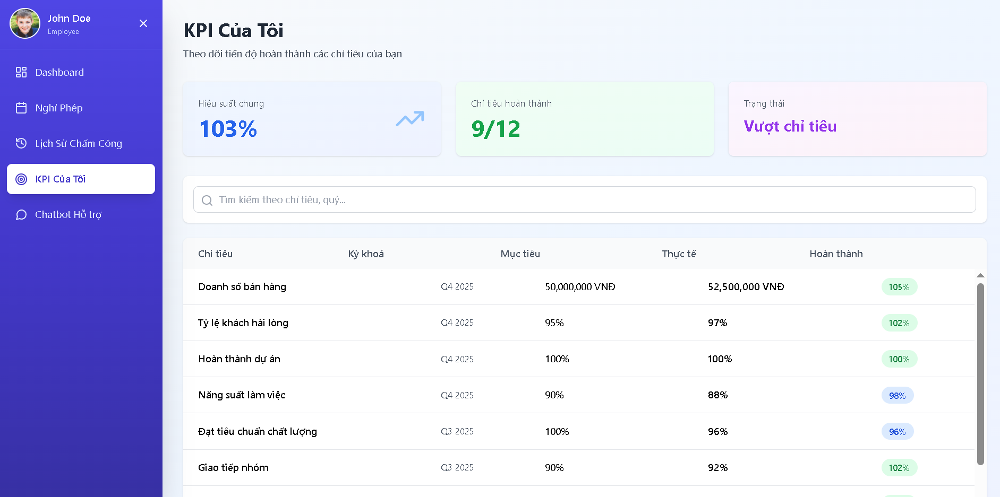 John Doe
Employee
Dashboard
Nghỉ Phép
Lịch Sử Chấm Công
KPI Của Tôi
Chatbot Hỗ trợ
KPI Của Tôi
Theo dõi tiến độ hoàn thành các chỉ tiêu của bạn
Hiệu suất chung
103%
Chỉ tiêu hoàn thành
9/12
Trạng thái
Vượt chỉ tiêu
Tìm kiếm theo chỉ tiêu, quý...
Chỉ tiêu Kỳ khoá Mục tiêu Thực tế Hoàn thành
Doanh số bán hàng Q4 2025 50,000,000 VNĐ 52,500,000 VNĐ 105%
Tỷ lệ khách hài lòng Q4 2025 95% 97% 102%
Hoàn thành dự án Q4 2025 100% 100% 100%
Năng suất làm việc Q4 2025 90% 88% 98%
Đạt tiêu chuẩn chất lượng Q3 2025 100% 96% 96%
Giao tiếp nhóm Q3 2025 90% 92% 102%